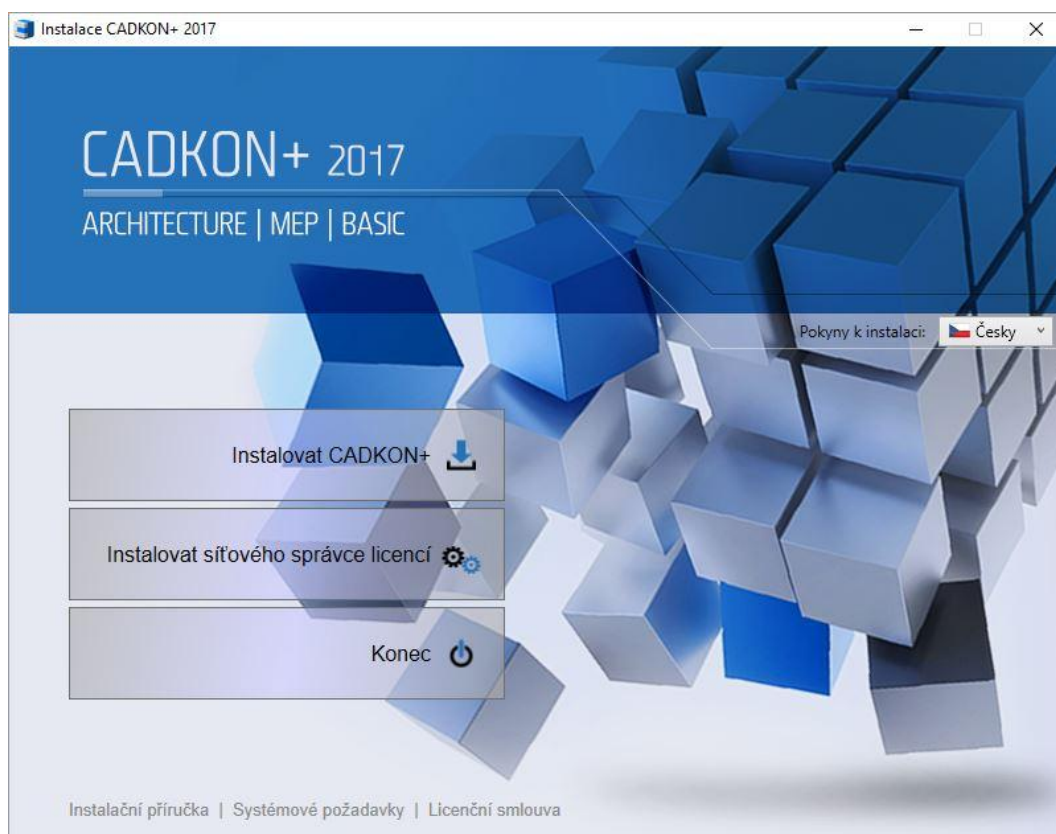 Instalace CADKON+ 2017
CADKON+ 2017
ARCHITECTURE | MEP | BASIC
Pokyny k instalaci: Česky
Instalovat CADKON+
Instalovat síťového správce licencí
Konec
Instalační příručka | Systémové požadavky | Licenční smlouva